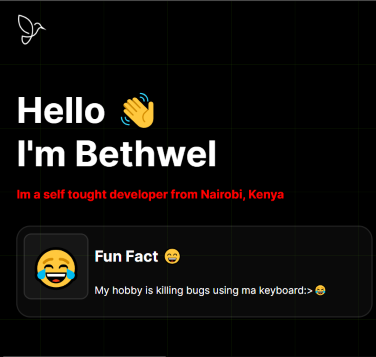 Hello 👋
I'm Bethwel
Im a self tought developer from Nairobi, Kenya
Fun Fact 😄
My hobby is killing bugs using ma keyboard:> 😂